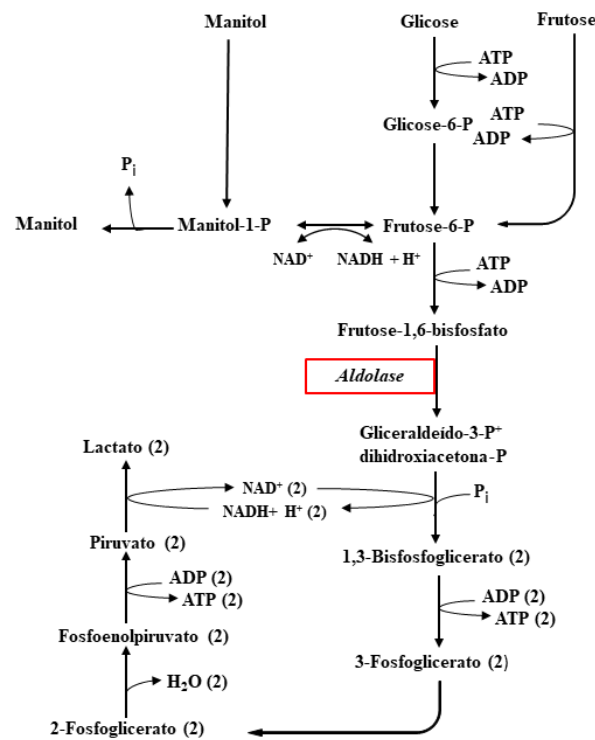 Manitol
Glicose
Frutose
ATP
ADP
Glicose-6-P
ATP
ADP
Pi
Manitol
Manitol-1-P
Frutose-6-P
NAD⁺
NADH + H⁺
ATP
ADP
Frutose-1,6-bisfosfato
Aldolase
Gliceraldeído-3-P⁺
dihidroxiacetona-P
Lactato (2)
NAD⁺ (2)
NADH+ H⁺ (2)
Pi
Piruvato (2)
1,3-Bisfosfoglicerato (2)
ADP (2)
ATP (2)
ADP (2)
ATP (2)
Fosfoenolpiruvato (2)
3-Fosfoglicerato (2)
H₂O (2)
2-Fosfoglicerato (2)